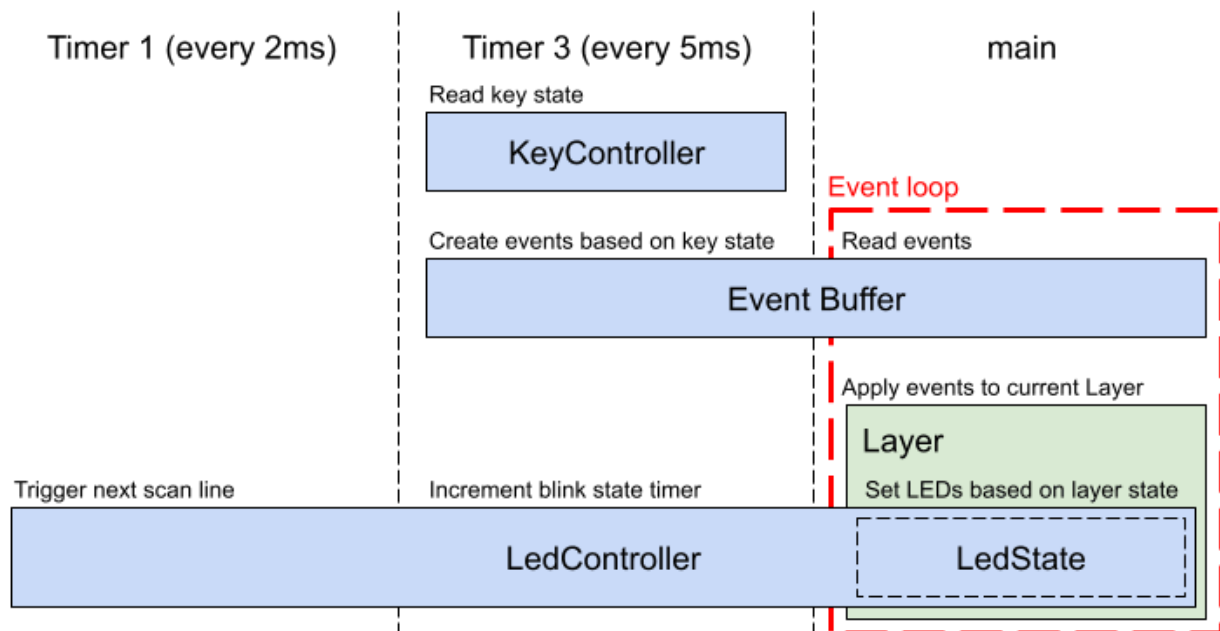 Timer 1 (every 2ms)
Timer 3 (every 5ms)
main
Read key state
KeyController
Event loop
Create events based on key state
Read events
Event Buffer
Apply events to current Layer
Layer
Trigger next scan line
Increment blink state timer
Set LEDs based on layer state
LedController
LedState